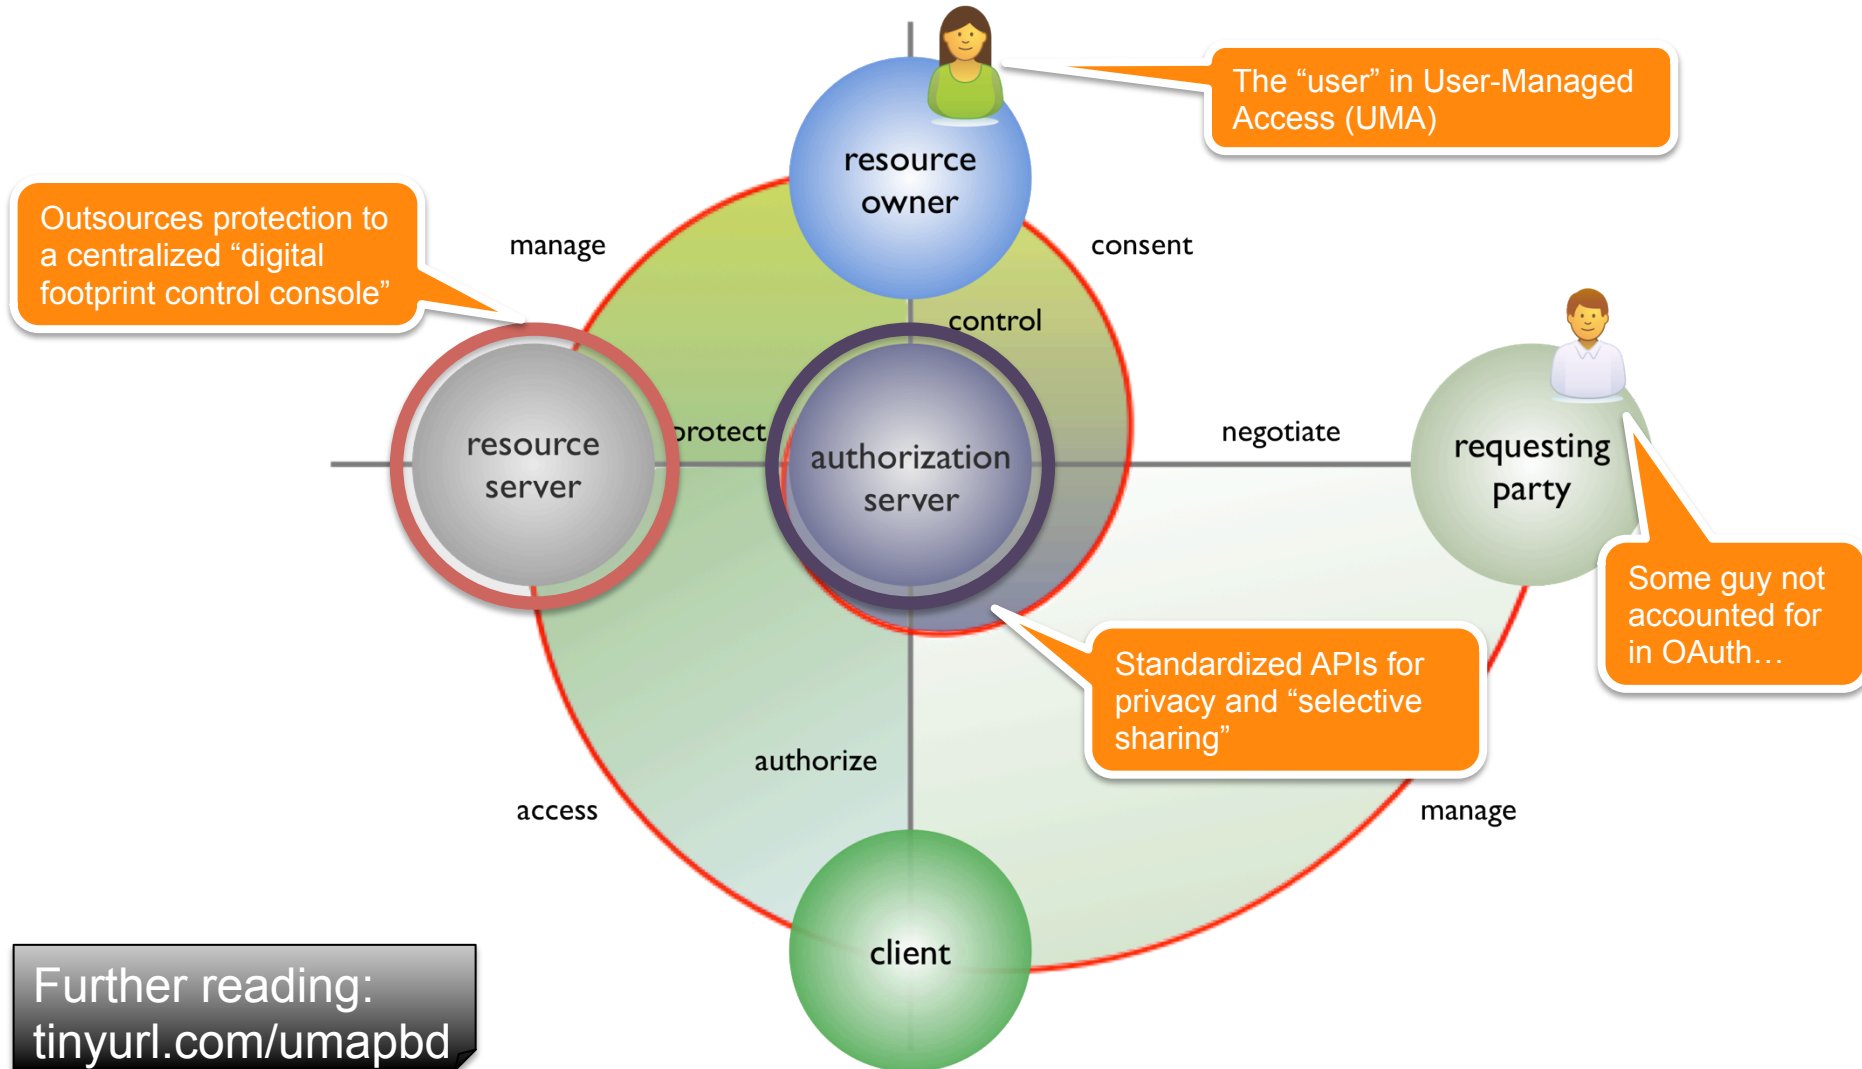 The “user” in User-Managed
Access (UMA)
resource
owner
Outsources protection to
a centralized “digital
footprint control console”
manage
consent
control
resource
server
protect
authorization
server
negotiate
requesting
party
Some guy not
accounted for
in OAuth…
Standardized APIs for
privacy and “selective
sharing”
authorize
access
manage
client
Further reading:
tinyurl.com/umapbd